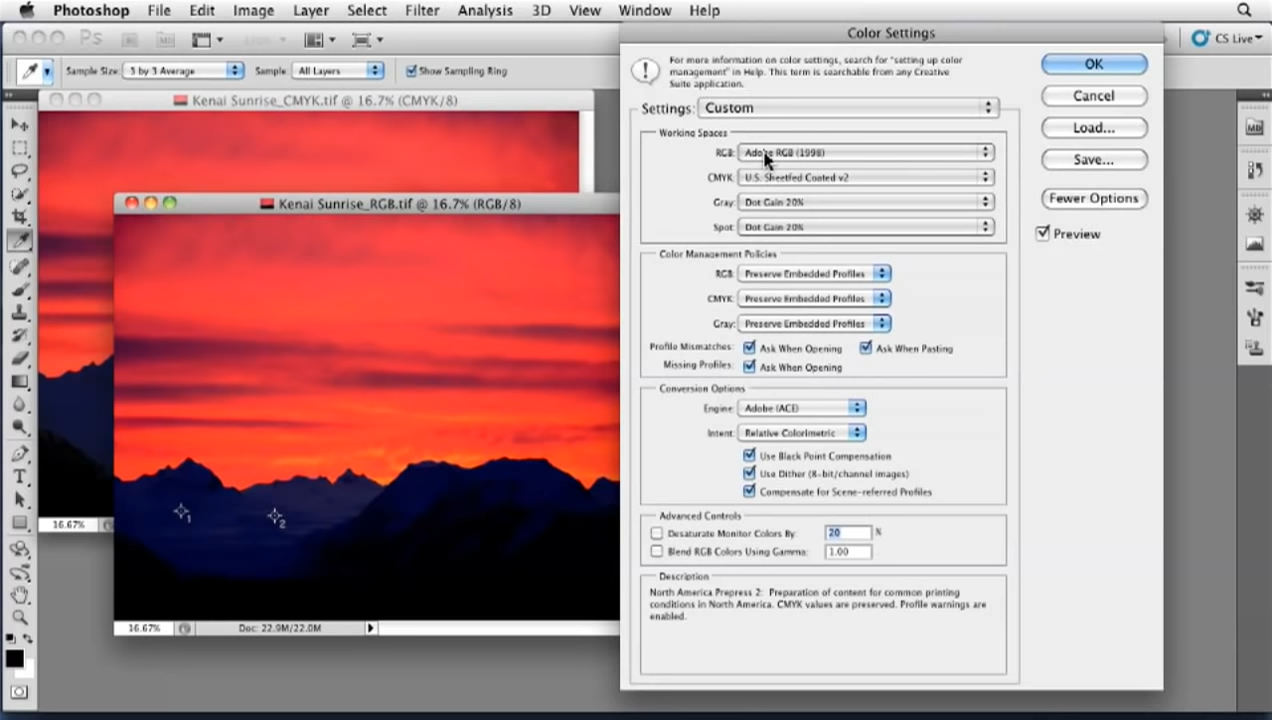 Photoshop File Edit Image Layer Select Filter Analysis 3D View Window Help
Ps
CS Live
Sample Size: 3 by 3 Average Sample: All Layers Show Sampling Ring
Kenai Sunrise_CMYK.tif @ 16.7% (CMYK/8)
Kenai Sunrise_RGB.tif @ 16.7% (RGB/8)
1
2
16.67%
16.67% Doc: 22.9M/22.0M
Color Settings
For more information on color settings, search for "setting up color
management" in Help. This term is searchable from any Creative
Suite application.
Settings: Custom
Working Spaces
RGB: Adobe RGB (1998)
CMYK: U.S. Sheetfed Coated v2
Gray: Dot Gain 20%
Spot: Dot Gain 20%
Color Management Policies
RGB: Preserve Embedded Profiles
CMYK: Preserve Embedded Profiles
Gray: Preserve Embedded Profiles
Profile Mismatches: Ask When Opening Ask When Pasting
Missing Profiles: Ask When Opening
Conversion Options
Engine: Adobe (ACE)
Intent: Relative Colorimetric
Use Black Point Compensation
Use Dither (8-bit/channel images)
Compensate for Scene-referred Profiles
Advanced Controls
Desaturate Monitor Colors By: 20 %
Blend RGB Colors Using Gamma: 1.00
Description
North America Prepress 2: Preparation of content for common printing
conditions in North America. CMYK values are preserved. Profile warnings are
enabled.
OK
Cancel
Load...
Save...
Fewer Options
Preview